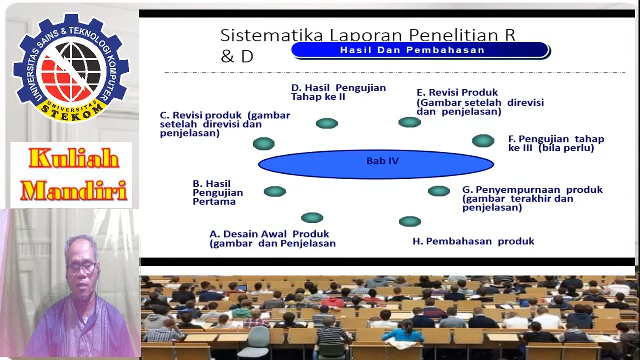 UNIVERSITAS SAINS & TEKNOLOGI KOMPUTER
UNIVERSITAS
STEKOM
Kuliah
Mandiri
Sistematika Laporan Penelitian R
& D
Hasil Dan Pembahasan
D. Hasil Pengujian
Tahap ke II
E. Revisi Produk
(Gambar setelah direvisi
dan penjelasan)
C. Revisi produk (gambar
setelah direvisi dan
penjelasan)
F. Pengujian tahap
ke III (bila perlu)
Bab IV
B. Hasil
Pengujian
Pertama
G. Penyempurnaan produk
(gambar terakhir dan
penjelasan)
A. Desain Awal Produk
(gambar dan Penjelasan
H. Pembahasan produk